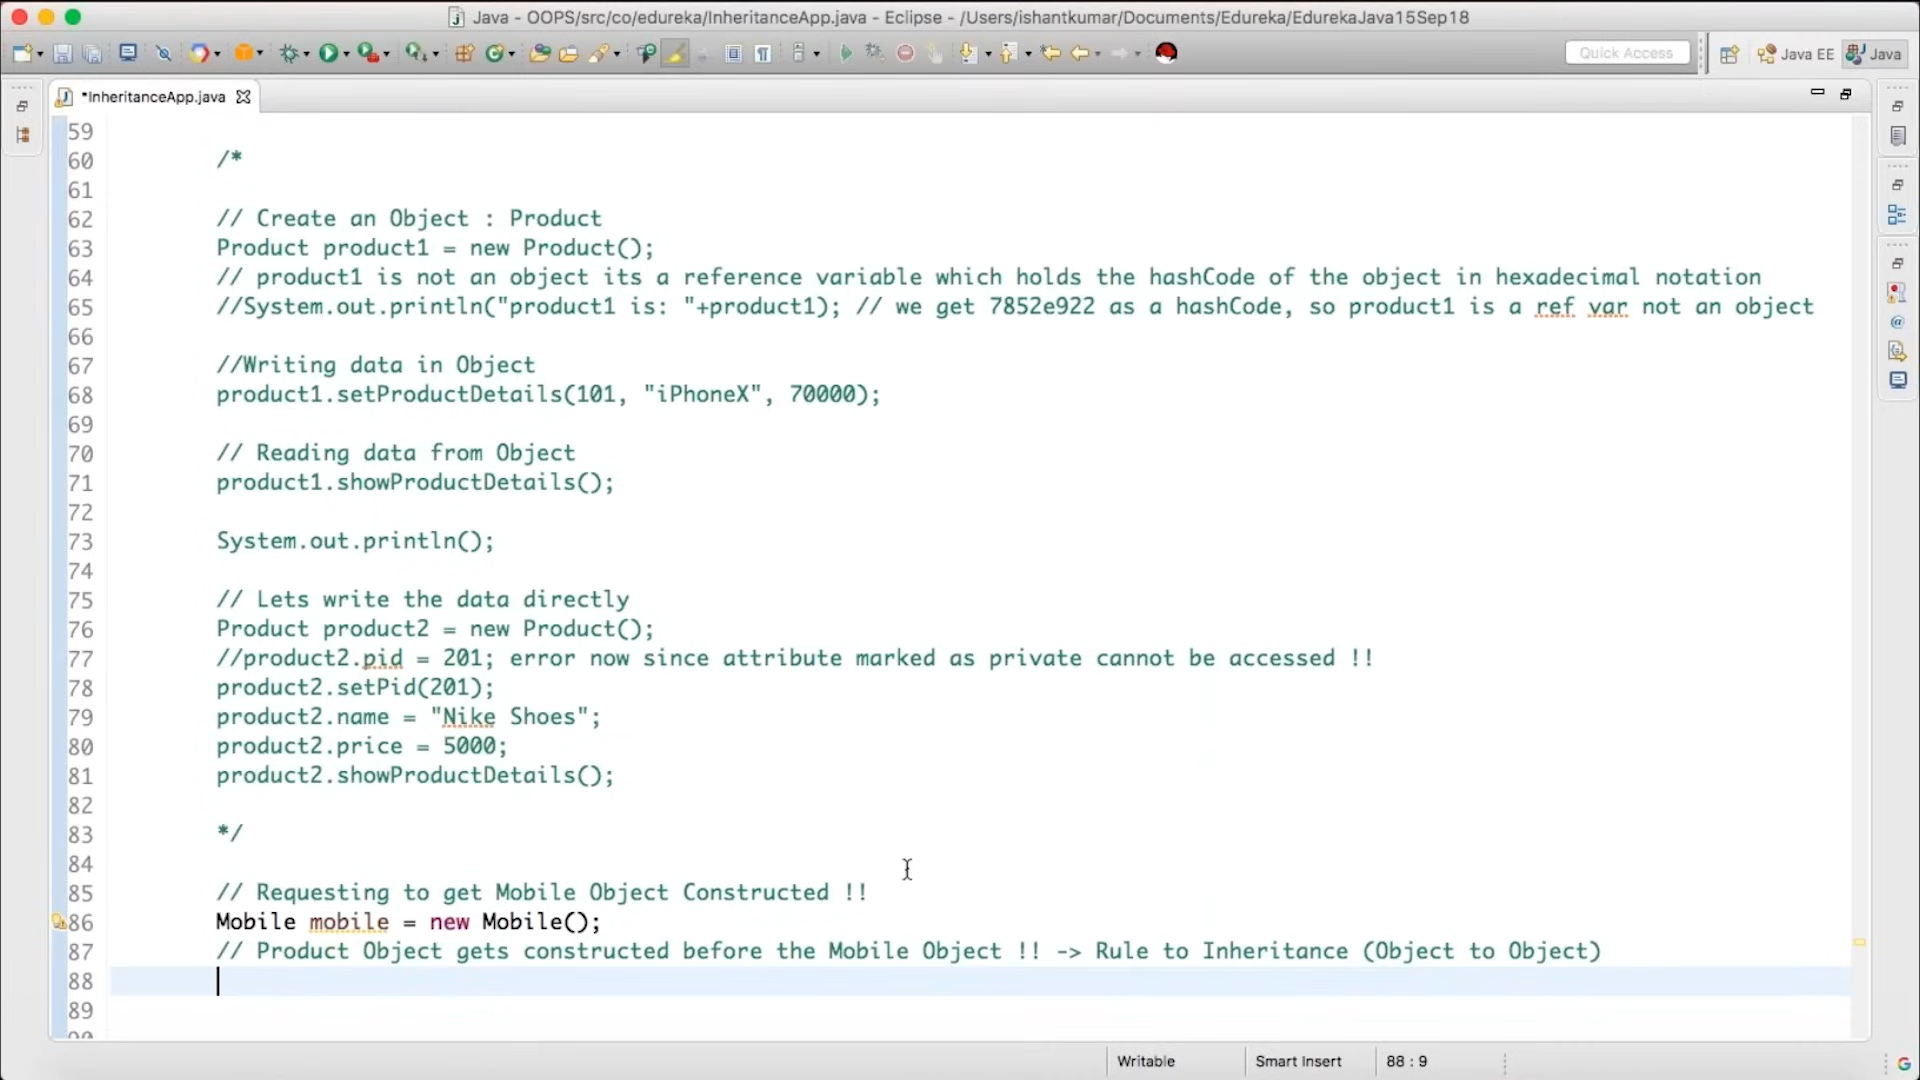 Java - OOPS/src/co/edureka/InheritanceApp.java - Eclipse - /Users/ishantkumar/Documents/Edureka/EdurekaJava15Sep18
Quick Access
Java EE
Java
*InheritanceApp.java
59
60 /*
61
62 // Create an Object : Product
63 Product product1 = new Product();
64 // product1 is not an object its a reference variable which holds the hashCode of the object in hexadecimal notation
65 //System.out.println("product1 is: "+product1); // we get 7852e922 as a hashCode, so product1 is a ref var not an object
66
67 //Writing data in Object
68 product1.setProductDetails(101, "iPhoneX", 70000);
69
70 // Reading data from Object
71 product1.showProductDetails();
72
73 System.out.println();
74
75 // Lets write the data directly
76 Product product2 = new Product();
77 //product2.pid = 201; error now since attribute marked as private cannot be accessed !!
78 product2.setPid(201);
79 product2.name = "Nike Shoes";
80 product2.price = 5000;
81 product2.showProductDetails();
82
83 */
84
85 // Requesting to get Mobile Object Constructed !!
86 Mobile mobile = new Mobile();
87 // Product Object gets constructed before the Mobile Object !! -> Rule to Inheritance (Object to Object)
88
89
Writable
Smart Insert
88 : 9